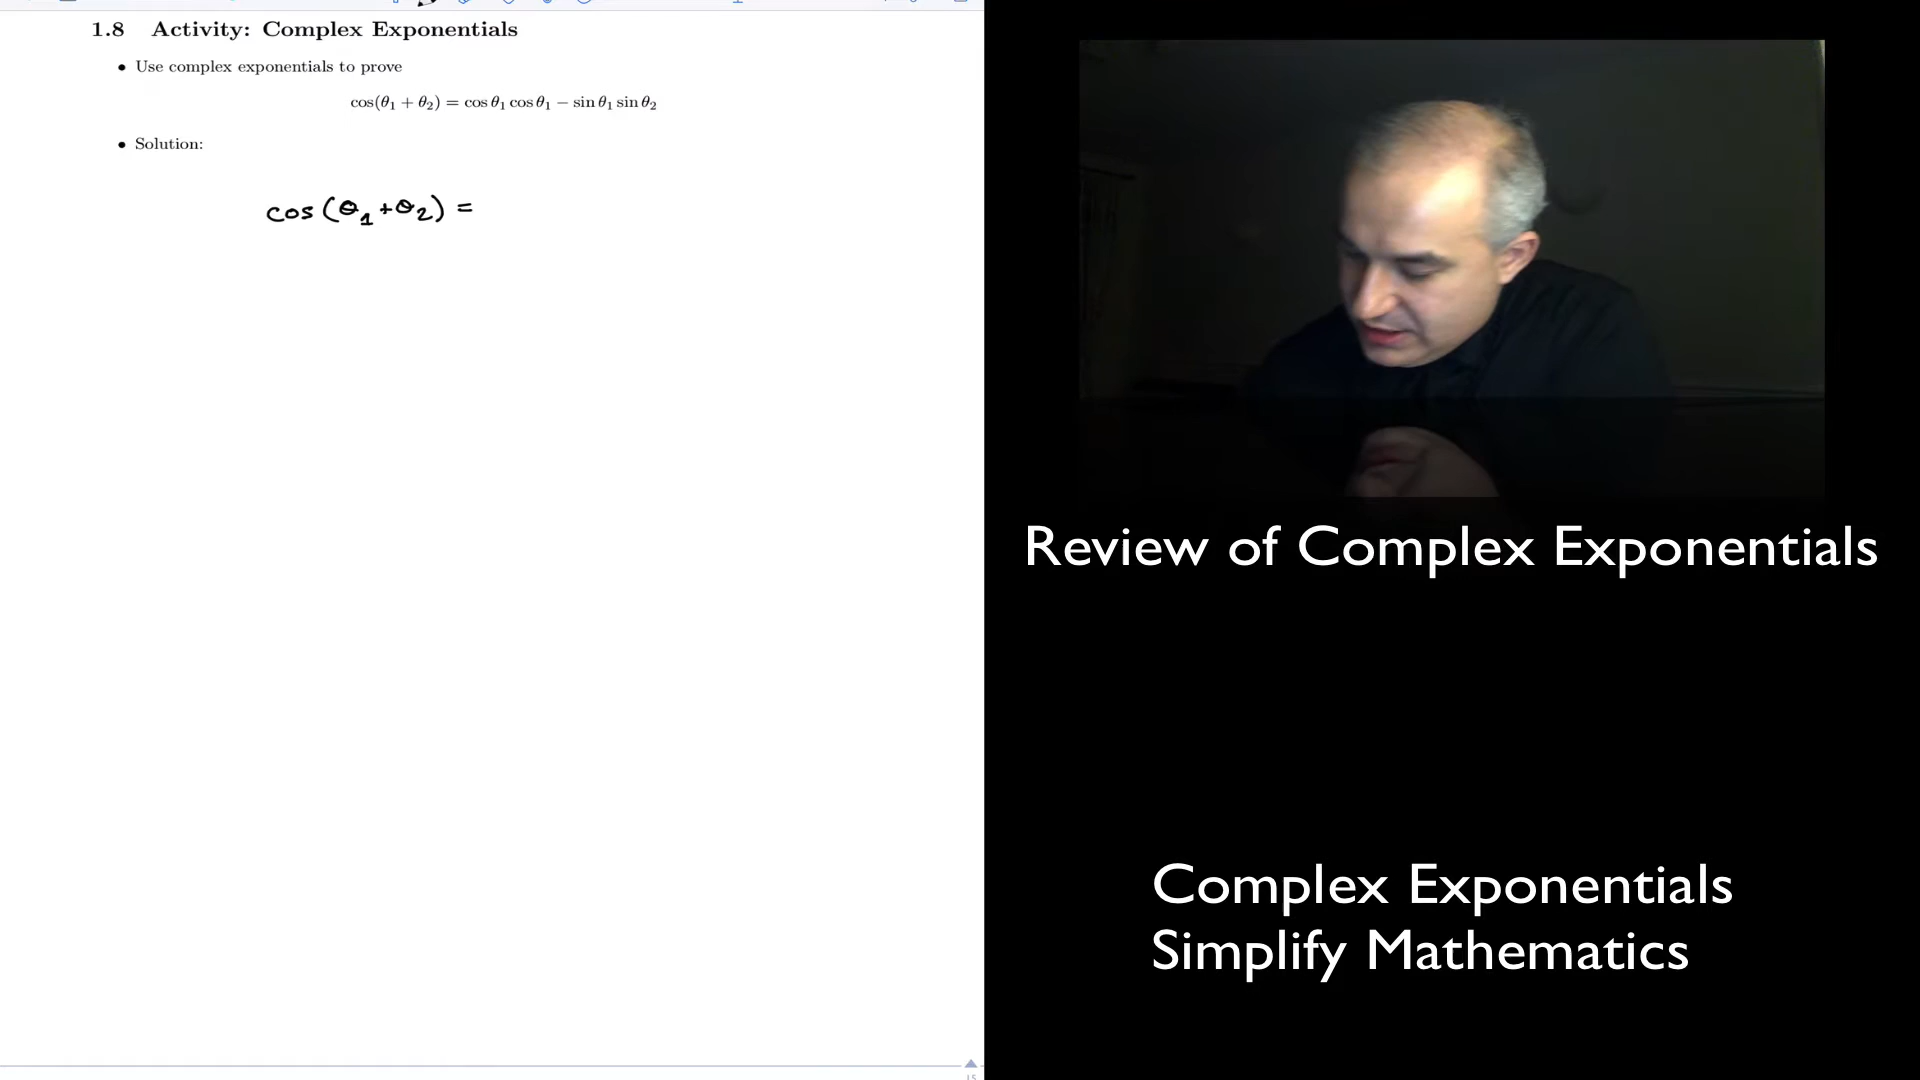 1.8 Activity: Complex Exponentials
• Use complex exponentials to prove
cos(θ₁ + θ₂) = cos θ₁ cos θ₁ − sin θ₁ sin θ₂
• Solution:
cos (θ₁+θ₂) =
15
Review of Complex Exponentials
Complex Exponentials
Simplify Mathematics